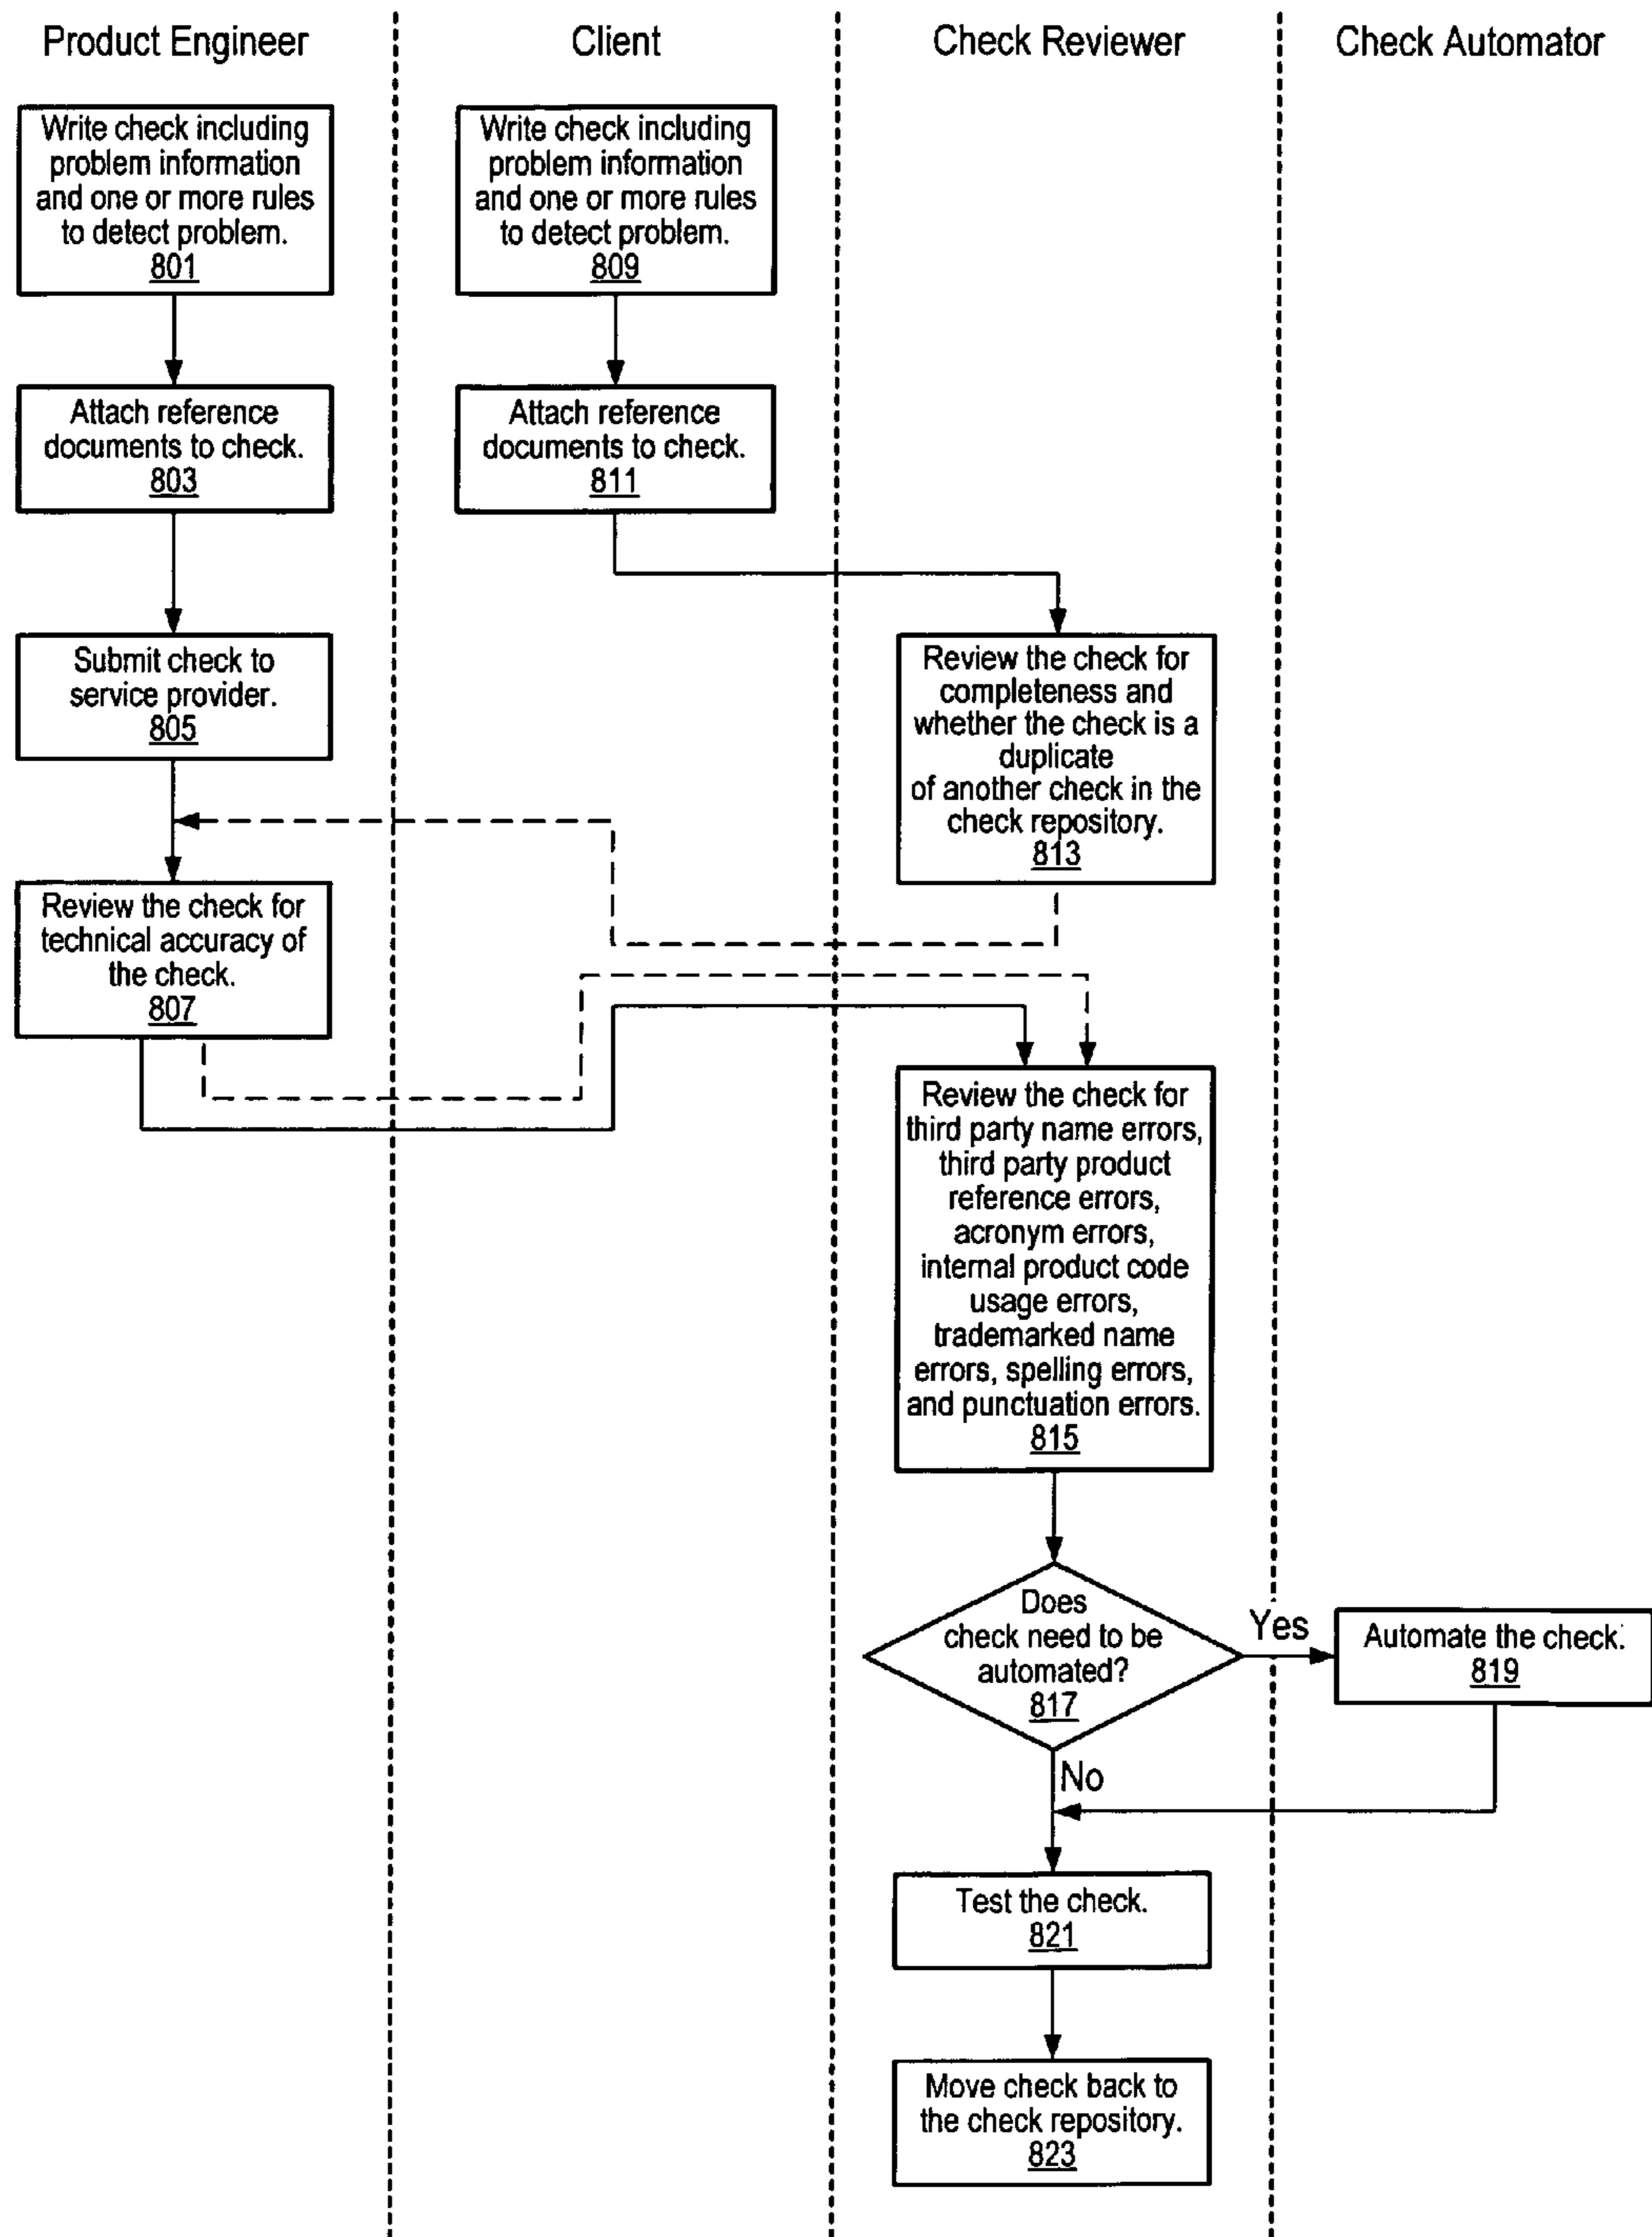 Product Engineer
Client
Check Reviewer
Check Automator
Write check including
problem information
and one or more rules
to detect problem.
801
Attach reference
documents to check.
803
Submit check to
service provider.
805
Review the check for
technical accuracy of
the check.
807
Write check including
problem information
and one or more rules
to detect problem.
809
Attach reference
documents to check.
811
Review the check for
completeness and
whether the check is a
duplicate
of another check in the
check repository.
813
Review the check for
third party name errors,
third party product
reference errors,
acronym errors,
internal product code
usage errors,
trademarked name
errors, spelling errors,
and punctuation errors.
815
Does
check need to be
automated?
817
Yes
Automate the check.
819
No
Test the check.
821
Move check back to
the check repository.
823